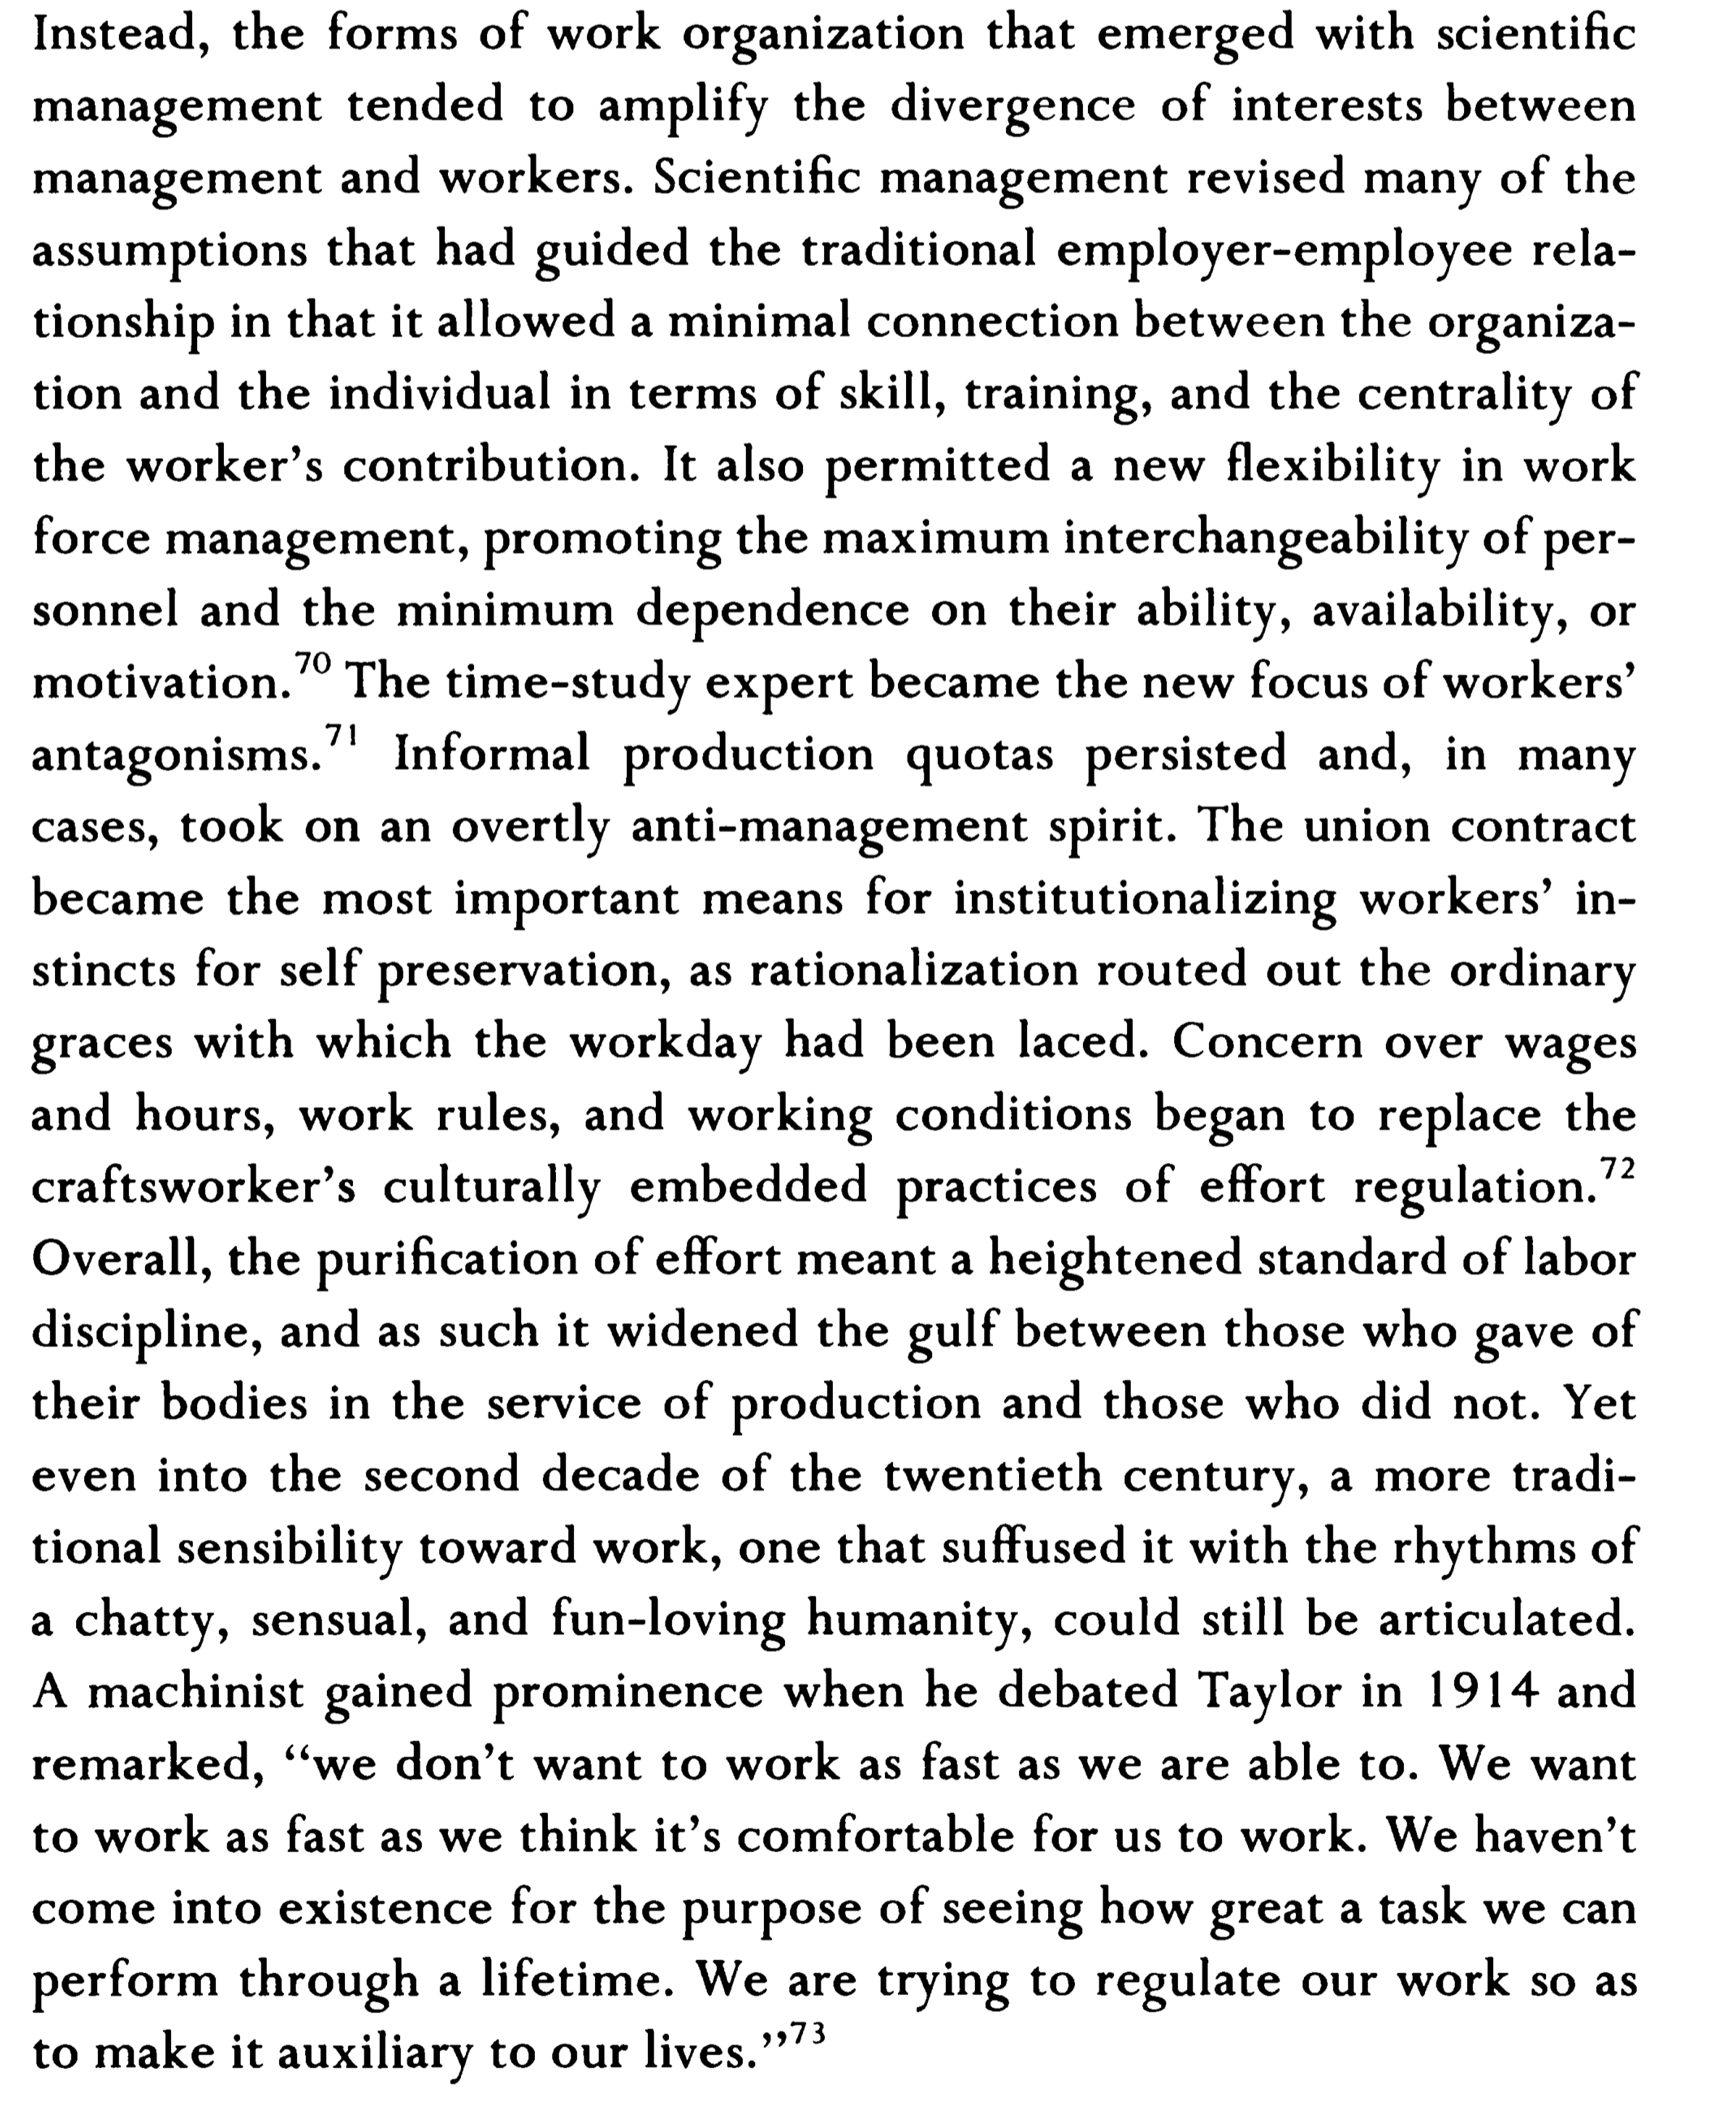 Instead, the forms of work organization that emerged with scientific
management tended to amplify the divergence of interests between
management and workers. Scientific management revised many of the
assumptions that had guided the traditional employer-employee rela-
tionship in that it allowed a minimal connection between the organiza-
tion and the individual in terms of skill, training, and the centrality of
the worker's contribution. It also permitted a new flexibility in work
force management, promoting the maximum interchangeability of per-
sonnel and the minimum dependence on their ability, availability, or
motivation.70 The time-study expert became the new focus of workers'
antagonisms.71 Informal production quotas persisted and, in many
cases, took on an overtly anti-management spirit. The union contract
became the most important means for institutionalizing workers' in-
stincts for self preservation, as rationalization routed out the ordinary
graces with which the workday had been laced. Concern over wages
and hours, work rules, and working conditions began to replace the
craftsworker's culturally embedded practices of effort regulation.72
Overall, the purification of effort meant a heightened standard of labor
discipline, and as such it widened the gulf between those who gave of
their bodies in the service of production and those who did not. Yet
even into the second decade of the twentieth century, a more tradi-
tional sensibility toward work, one that suffused it with the rhythms of
a chatty, sensual, and fun-loving humanity, could still be articulated.
A machinist gained prominence when he debated Taylor in 1914 and
remarked, “we don't want to work as fast as we are able to. We want
to work as fast as we think it's comfortable for us to work. We haven't
come into existence for the purpose of seeing how great a task we can
perform through a lifetime. We are trying to regulate our work so as
to make it auxiliary to our lives.”73